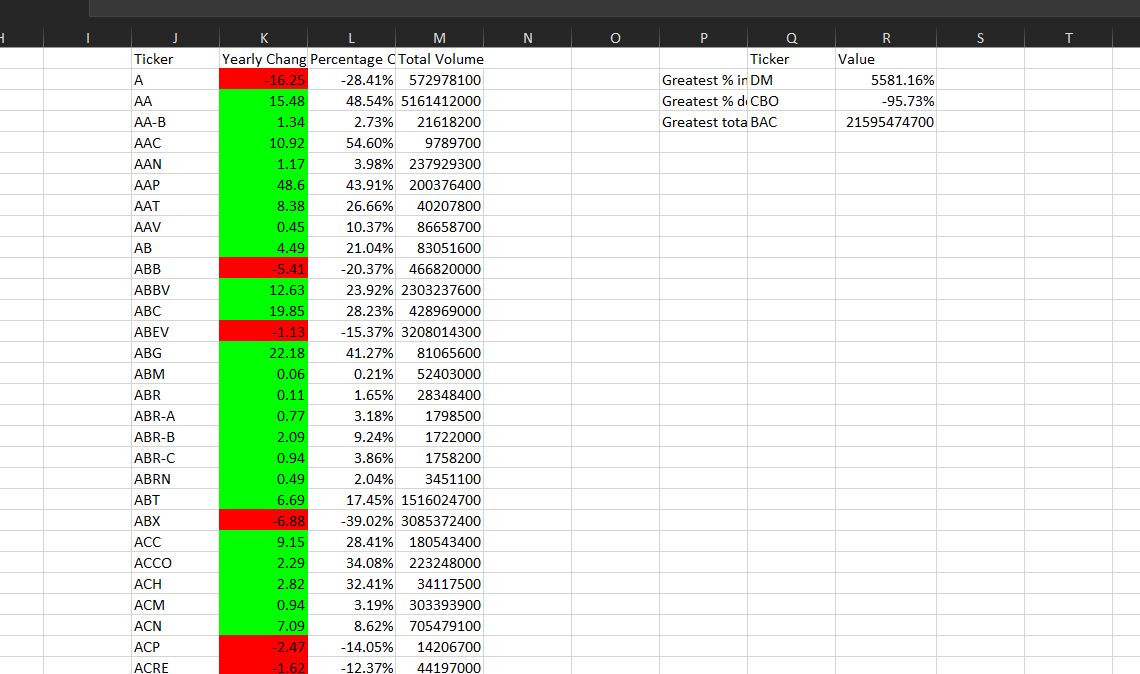 H I J K L M N O P Q R S T
Ticker Yearly Chang Percentage C Total Volume Ticker Value
A -16.25 -28.41% 572978100 Greatest % in DM 5581.16%
AA 15.48 48.54% 5161412000 Greatest % de CBO -95.73%
AA-B 1.34 2.73% 21618200 Greatest tota BAC 21595474700
AAC 10.92 54.60% 9789700
AAN 1.17 3.98% 237929300
AAP 48.6 43.91% 200376400
AAT 8.38 26.66% 40207800
AAV 0.45 10.37% 86658700
AB 4.49 21.04% 83051600
ABB -5.41 -20.37% 466820000
ABBV 12.63 23.92% 2303237600
ABC 19.85 28.23% 428969000
ABEV -1.13 -15.37% 3208014300
ABG 22.18 41.27% 81065600
ABM 0.06 0.21% 52403000
ABR 0.11 1.65% 28348400
ABR-A 0.77 3.18% 1798500
ABR-B 2.09 9.24% 1722000
ABR-C 0.94 3.86% 1758200
ABRN 0.49 2.04% 3451100
ABT 6.69 17.45% 1516024700
ABX -6.88 -39.02% 3085372400
ACC 9.15 28.41% 180543400
ACCO 2.29 34.08% 223248000
ACH 2.82 32.41% 34117500
ACM 0.94 3.19% 303393900
ACN 7.09 8.62% 705479100
ACP -2.47 -14.05% 14206700
ACRE -1.62 -12.37% 44197000